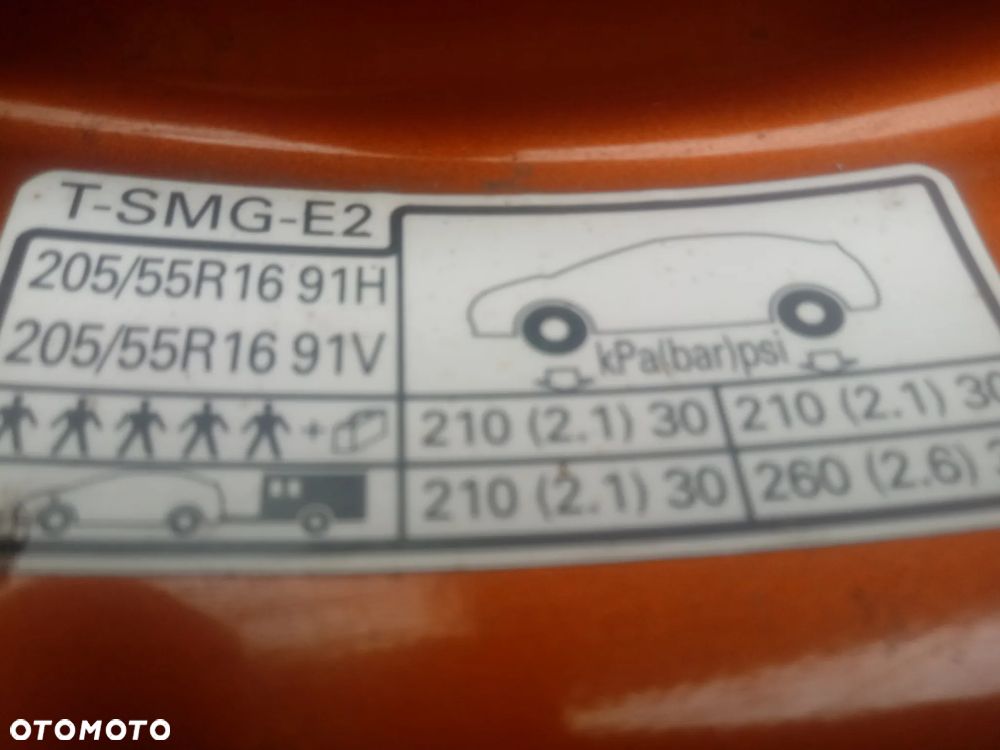 T-SMG-E2
205/55R16 91H
205/55R16 91V
kPa(bar)psi
+ 210 (2.1) 30 210 (2.1) 30
210 (2.1) 30 260 (2.6)
OTOMOTO